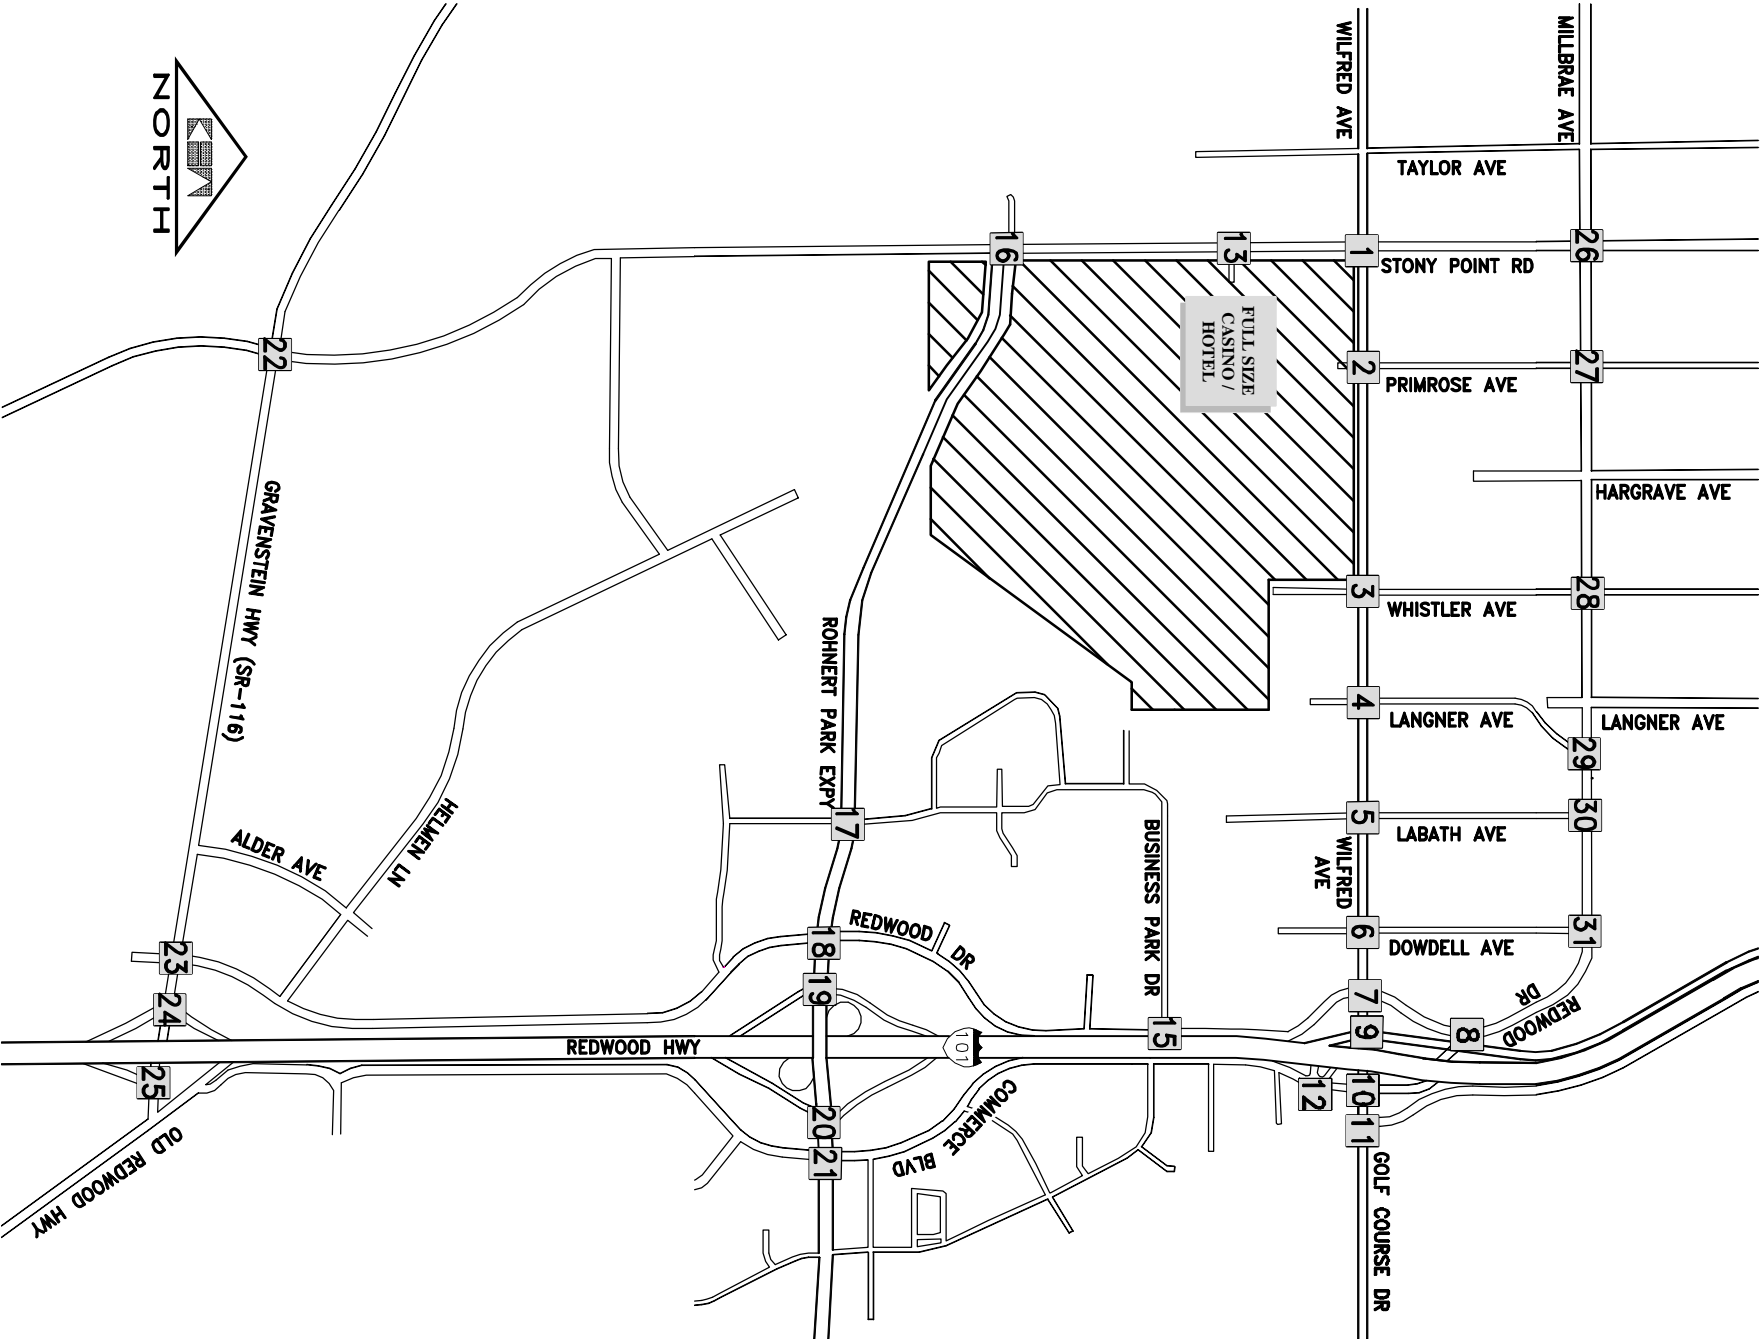 WILFRED AVE
MILLBRAE AVE
TAYLOR AVE
NORTH
16
13
1
STONY POINT RD
26
FULL SIZE
CASINO /
HOTEL
22
2
PRIMROSE AVE
27
GRAVENSTEIN HWY (SR-116)
HARGRAVE AVE
3
WHISTLER AVE
28
ROHNERT PARK EXPY
4
LANGNER AVE
LANGNER AVE
29
17
BUSINESS PARK DR
5
LABATH AVE
30
WILFRED
AVE
ALDER AVE
HELMEN LN
REDWOOD DR
18
6
DOWDELL AVE
31
23
19
7
REDWOOD
DR
24
9
8
15
REDWOOD HWY
101
25
12
10
11
COMMERCE BLVD
20
21
OLD REDWOOD HWY
GOLF COURSE DR